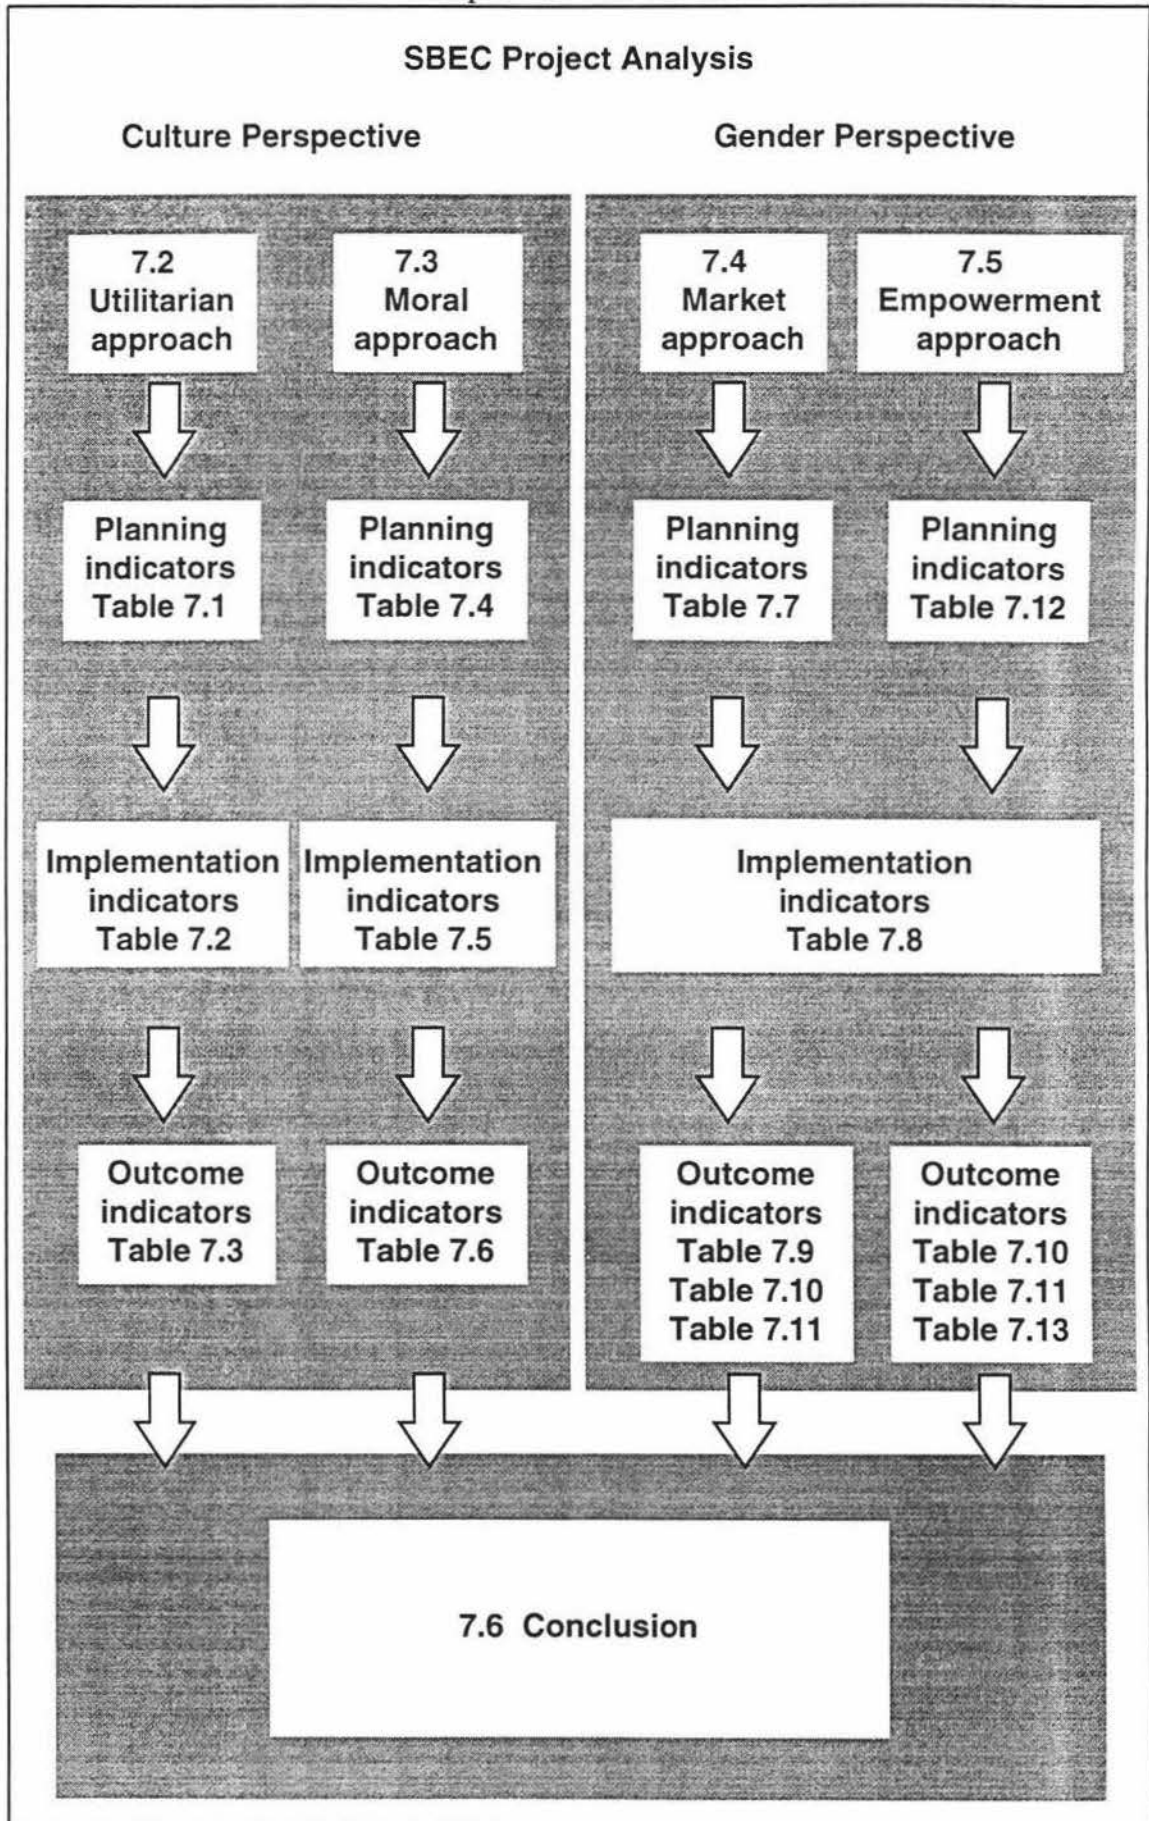 SBEC Project Analysis
Culture Perspective
Gender Perspective
7.2
Utilitarian
approach
7.3
Moral
approach
7.4
Market
approach
7.5
Empowerment
approach
Planning
indicators
Table 7.1
Planning
indicators
Table 7.4
Planning
indicators
Table 7.7
Planning
indicators
Table 7.12
Implementation
indicators
Table 7.2
Implementation
indicators
Table 7.5
Implementation
indicators
Table 7.8
Outcome
indicators
Table 7.3
Outcome
indicators
Table 7.6
Outcome
indicators
Table 7.9
Table 7.10
Table 7.11
Outcome
indicators
Table 7.10
Table 7.11
Table 7.13
7.6 Conclusion